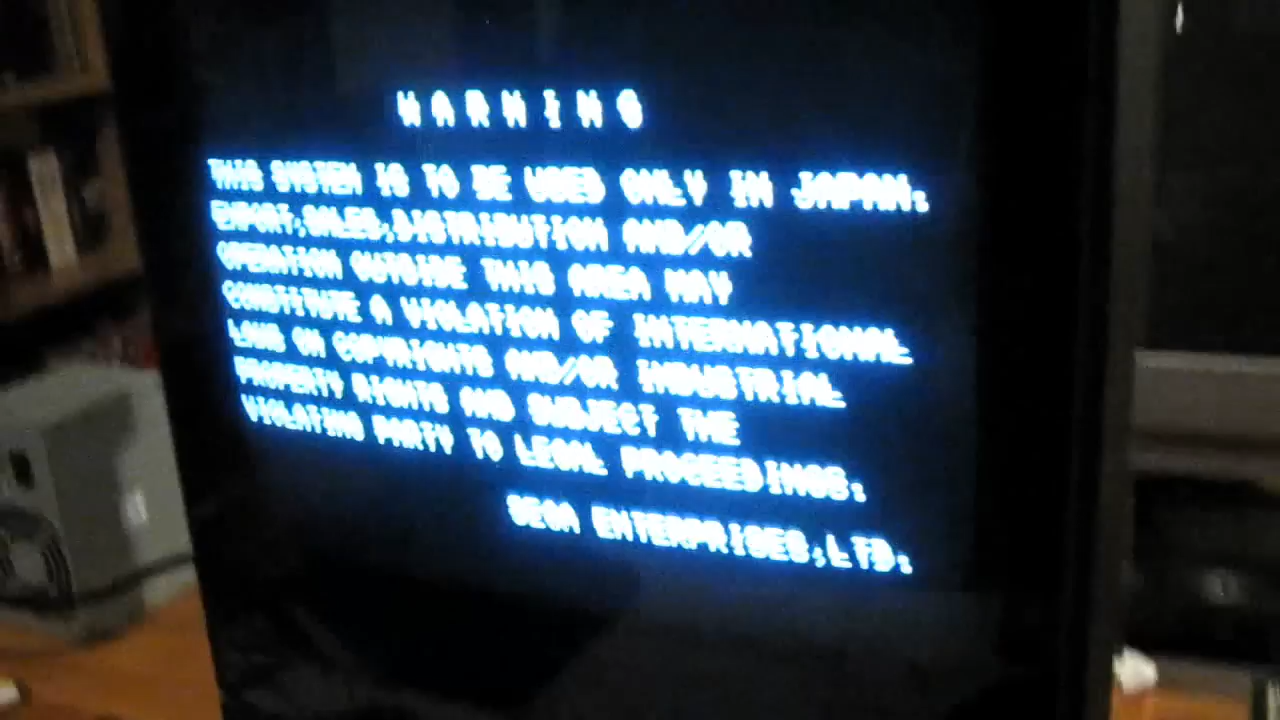 W A R N I N G
THIS SYSTEM IS TO BE USED ONLY IN JAPAN.
EXPORT,SALES,DISTRIBUTION AND/OR
OPERATION OUTSIDE THIS AREA MAY
CONSTITUTE A VIOLATION OF INTERNATIONAL
LAWS ON COPYRIGHTS AND/OR INDUSTRIAL
PROPERTY RIGHTS AND SUBJECT THE
VIOLATING PARTY TO LEGAL PROCEEDINGS.
SEGA ENTERPRISES,LTD.